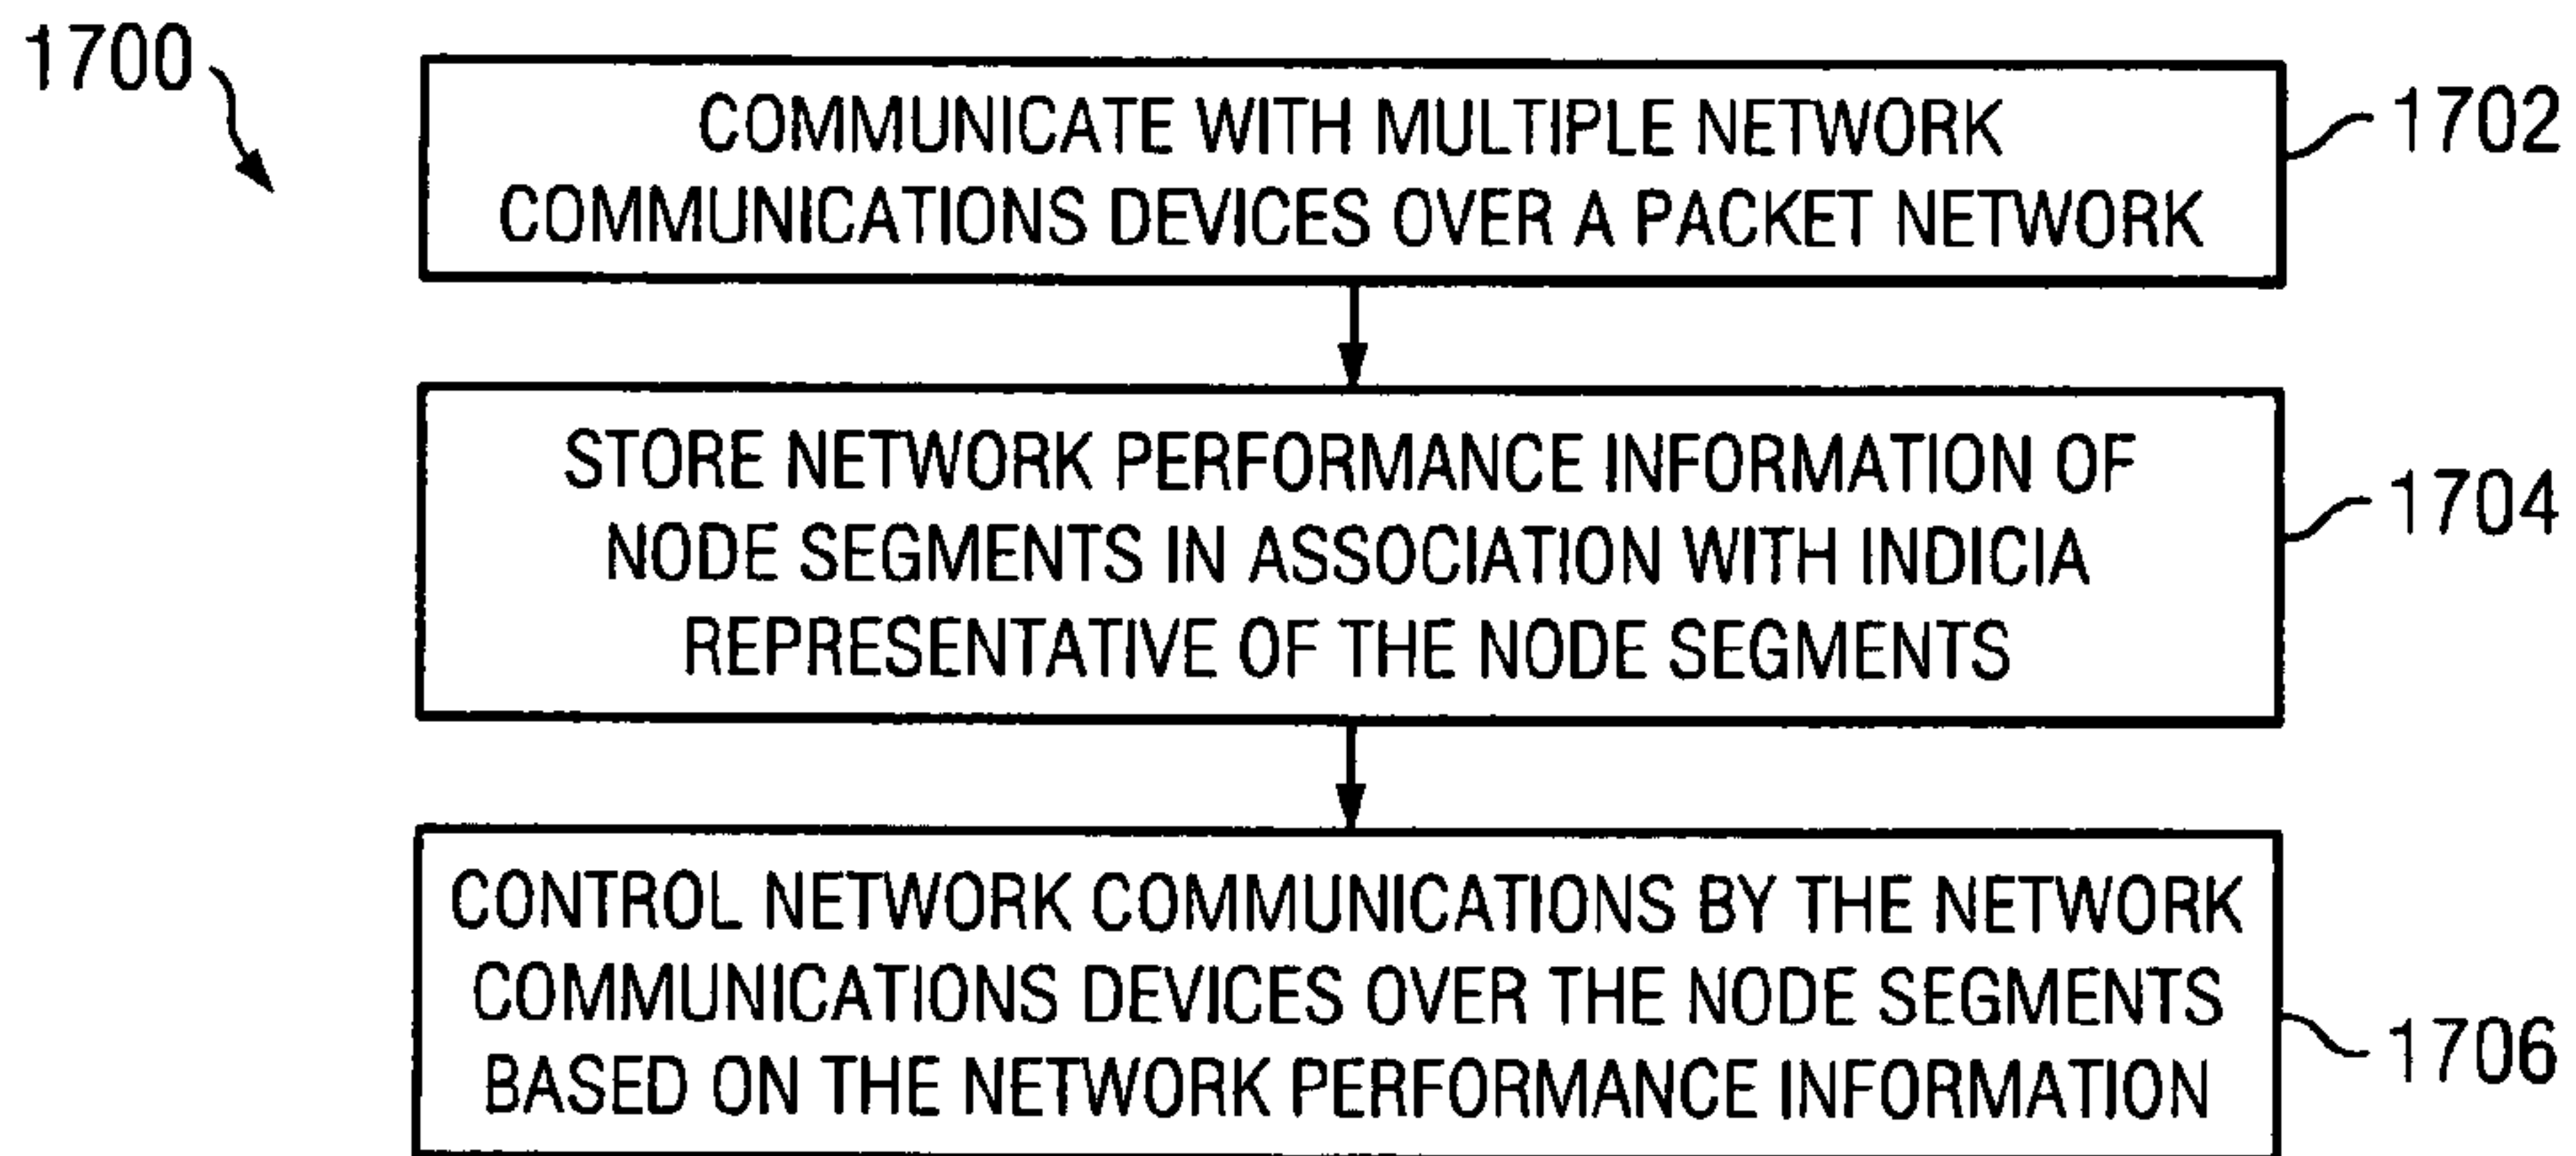 1700
COMMUNICATE WITH MULTIPLE NETWORK
COMMUNICATIONS DEVICES OVER A PACKET NETWORK
1702
STORE NETWORK PERFORMANCE INFORMATION OF
NODE SEGMENTS IN ASSOCIATION WITH INDICIA
REPRESENTATIVE OF THE NODE SEGMENTS
1704
CONTROL NETWORK COMMUNICATIONS BY THE NETWORK
COMMUNICATIONS DEVICES OVER THE NODE SEGMENTS
BASED ON THE NETWORK PERFORMANCE INFORMATION
1706